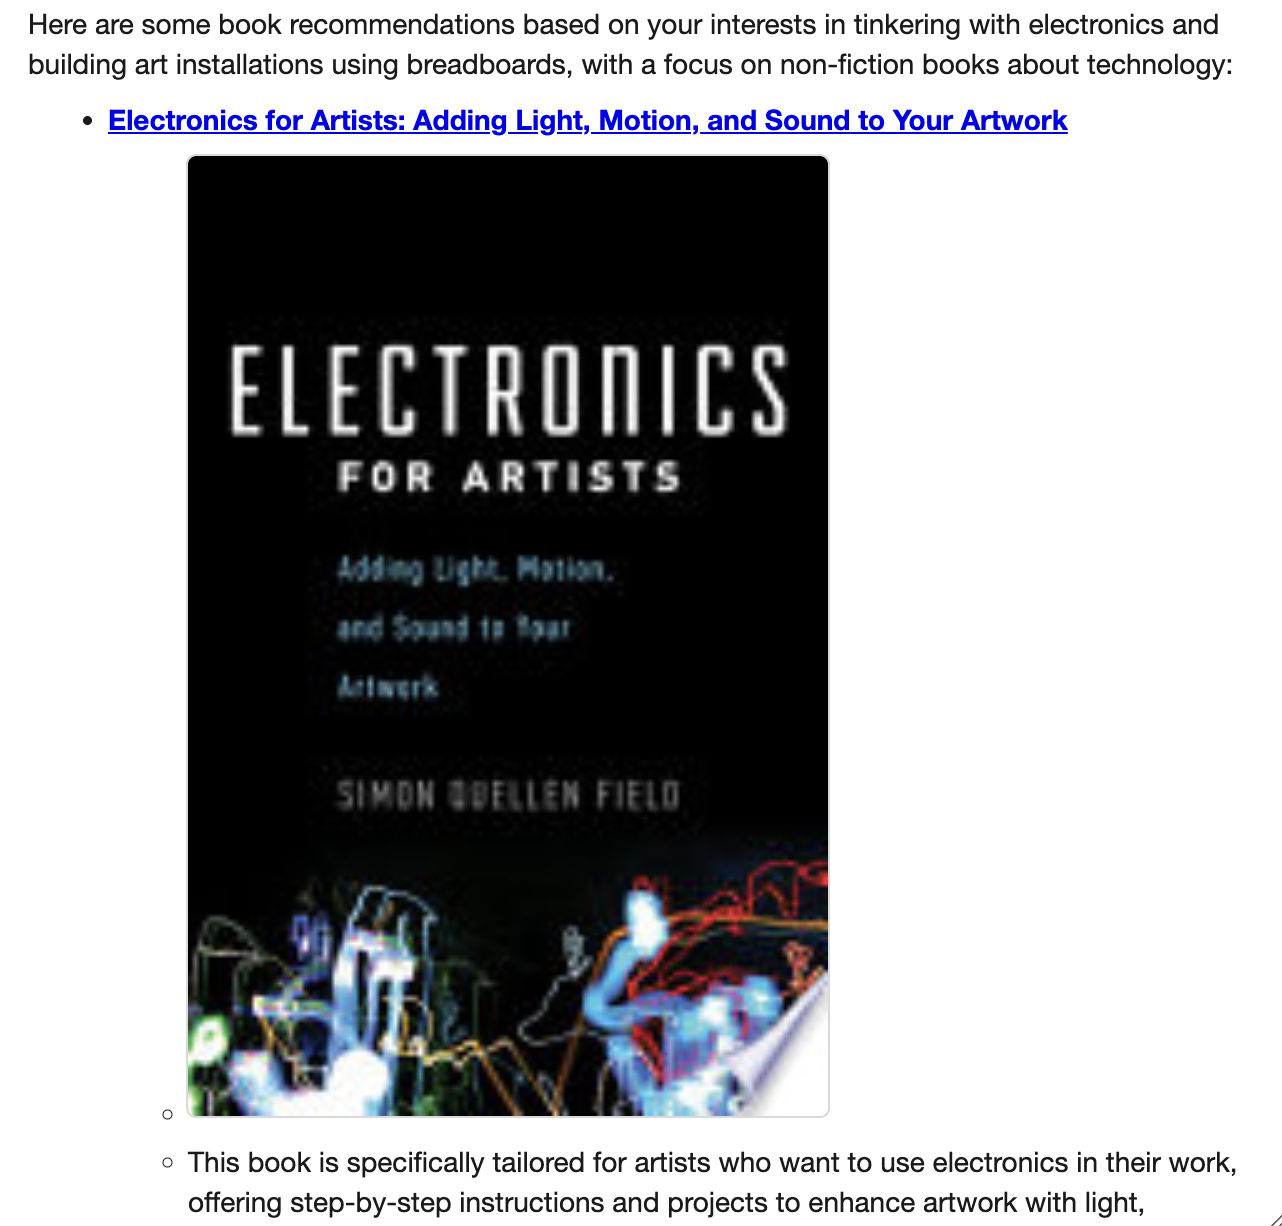 Here are some book recommendations based on your interests in tinkering with electronics and
building art installations using breadboards, with a focus on non-fiction books about technology:
Electronics for Artists: Adding Light, Motion, and Sound to Your Artwork
ELECTRONICS
FOR ARTISTS
Adding Light, Motion,
and Sound to Your
Artwork
SIMON QUELLEN FIELD
This book is specifically tailored for artists who want to use electronics in their work,
offering step-by-step instructions and projects to enhance artwork with light,